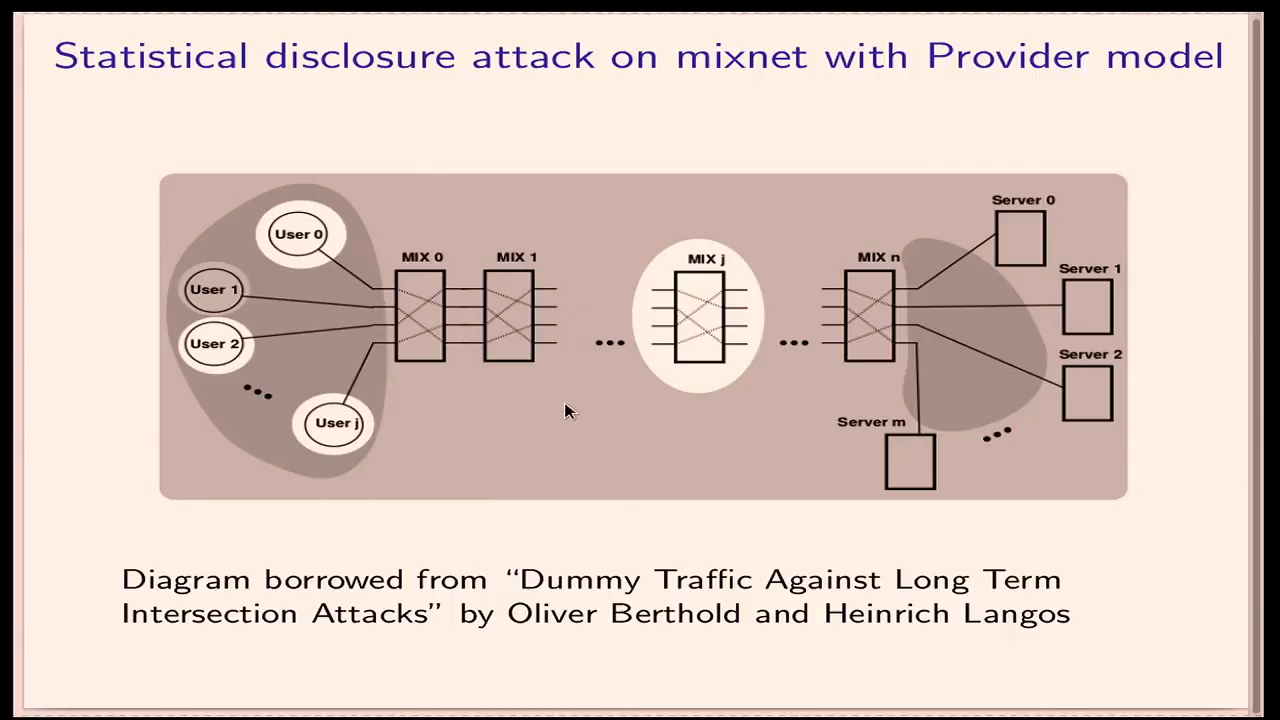 Statistical disclosure attack on mixnet with Provider model
Server 0
User 0
MIX 0
MIX 1
MIX j
MIX n
Server 1
User 1
User 2
Server 2
User j
Server m
Diagram borrowed from “Dummy Traffic Against Long Term
Intersection Attacks” by Oliver Berthold and Heinrich Langos